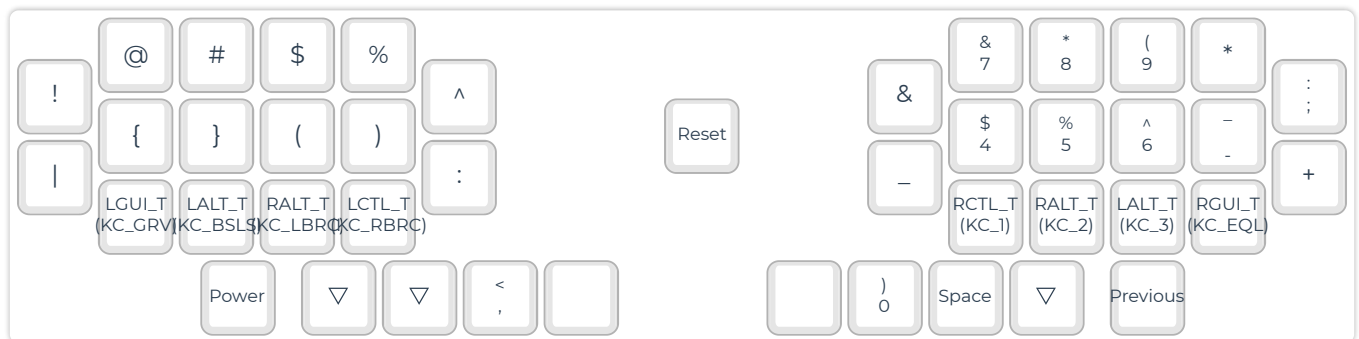 @ # $ %
! ^
{ } ( )
| :
LGUI_T LALT_T RALT_T LCTL_T
(KC_GRV) (KC_BSLS) (KC_LBRC) (KC_RBRC)
Power ▽ ▽ <
,
Reset
& * (
7 8 9 *
& :
;
$ % ^ _
4 5 6 -
_ +
RCTL_T RALT_T LALT_T RGUI_T
(KC_1) (KC_2) (KC_3) (KC_EQL)
)
0 Space ▽ Previous